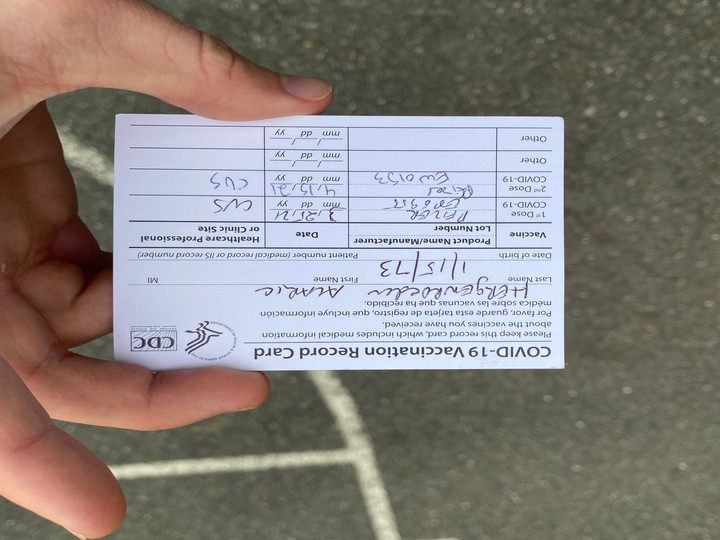 COVID-19 Vaccination Record Card
CDC
Please keep this record card, which includes medical information
about the vaccines you have received.
Por favor, guarde esta tarjeta de registro, que incluye información
médica sobre las vacunas que ha recibido.
Last Name First Name MI
1/15/73
Date of birth Patient number (medical record or IIS record number)
Vaccine Product Name/Manufacturer Lot Number Date Healthcare Professional or Clinic Site
1st Dose COVID-19 PFIZER 3/25/21 mm dd yy CVS
2nd Dose COVID-19 Pfizer EW0153 4/15/21 mm dd yy CVS
Other mm dd yy
Other mm dd yy